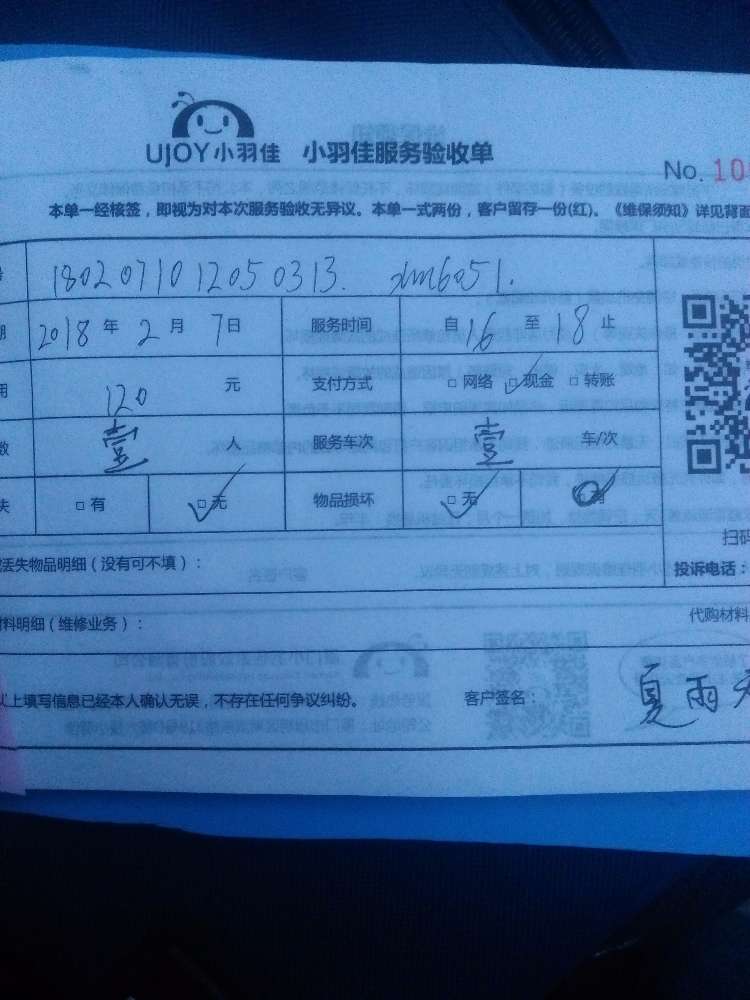 UJOY小羽佳 小羽佳服务验收单
No. 10
本单一经核签，即视为对本次服务验收无异议。本单一式两份，客户留存一份(红)。《维保须知》详见背面
1802071012050313. xm6051.
2018 年 2 月 7日 服务时间 自 16 至 18 止
120 元 支付方式 □ 网络 □ 现金 □ 转账
壹 人 服务车次 壹 车/次
□ 有 □ 无 物品损坏 □ 无
丢失物品明细（没有可不填）：
扫码
投诉电话：
材料明细（维修业务）：
代购材料
以上填写信息已经本人确认无误，不存在任何争议纠纷。 客户签名： 夏雨